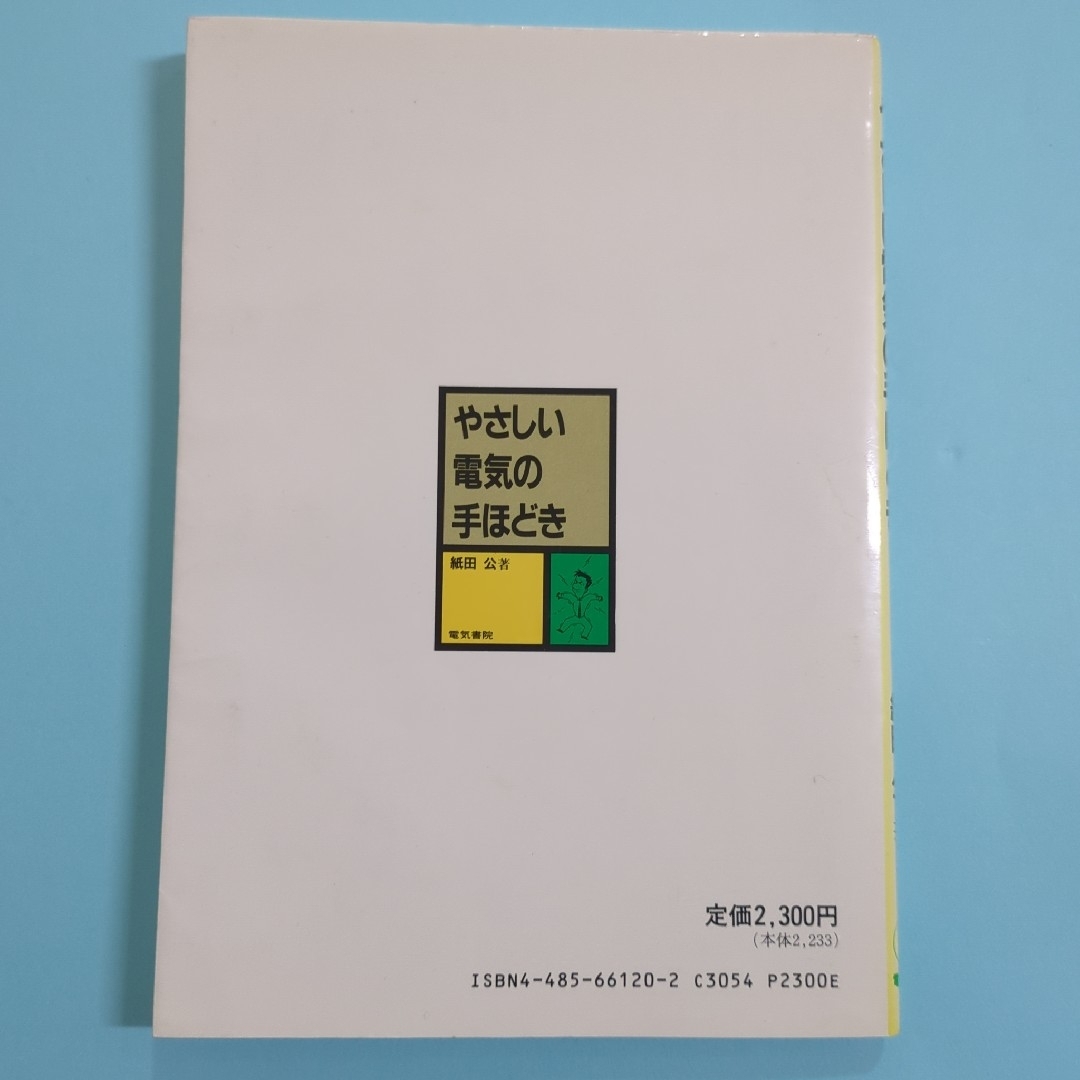 やさしい
電気の
手ほどき
紙田 公著
電気書院
定価2,300円
(本体2,233)
ISBN4-485-66120-2 C3054 P2300E